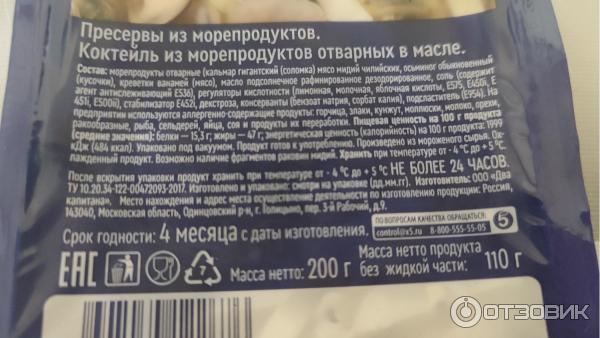 Пресервы из морепродуктов.
Коктейль из морепродуктов отварных в масле.
Состав: морепродукты отварные (кальмар гигантский (соломка) мясо мидий чилийских, осьминог обыкновенный
(кусочки), креветки ваннамей (мясо), масло подсолнечное рафинированное дезодорированное, соль (содержит
агент антислеживающий Е536), регуляторы кислотности (лимонная, молочная, яблочная кислоты, Е575, Е450i, Е
451i, Е500ii), стабилизатор Е452i, декстроза, консерванты (бензоат натрия, сорбат калия), подсластитель (Е954). На
предприятии используются аллергенно-содержащие продукты: горчица, злаки, кунжут, моллюски, молоко, орехи,
ракообразные, рыба, сельдерей, яйца, соя и продукты их переработки. Пищевая ценность на 100 г продукта
(средние значения): белки – 15,3 г; жиры – 47 г; энергетическая ценность (калорийность) на 100 г продукта: 1999
кДж (484 ккал). Упаковано под вакуумом. Продукт готов к употреблению. Произведено из мороженого сырья. Ох-
лажденный продукт. Возможно наличие фрагментов раковин мидий. Хранить при температуре от - 4 °С до + 5 °С
После вскрытия упаковки продукт хранить при температуре от - 4 °С до + 5 °С НЕ БОЛЕЕ 24 ЧАСОВ.
ТУ 10.20.34-122-00472093-2017. Изготовлено и упаковано: смотри на упаковке (дд.мм.гг). Изготовитель: ООО «Два
капитана». Место нахождения и адрес места осуществления деятельности по изготовлению продукции: Россия,
143040, Московская область, Одинцовский р-н, г. Голицыно, пер. 3-й Рабочий, д.9.
Срок годности: 4 месяца с даты изготовления.
ПО ВОПРОСАМ КАЧЕСТВА ОБРАЩАТЬСЯ:
control@x5.ru 8-800-555-55-05
5
EAC
7
Масса нетто: 200 г
Масса нетто продукта
без жидкой части: 110 г
ОТЗОВИК